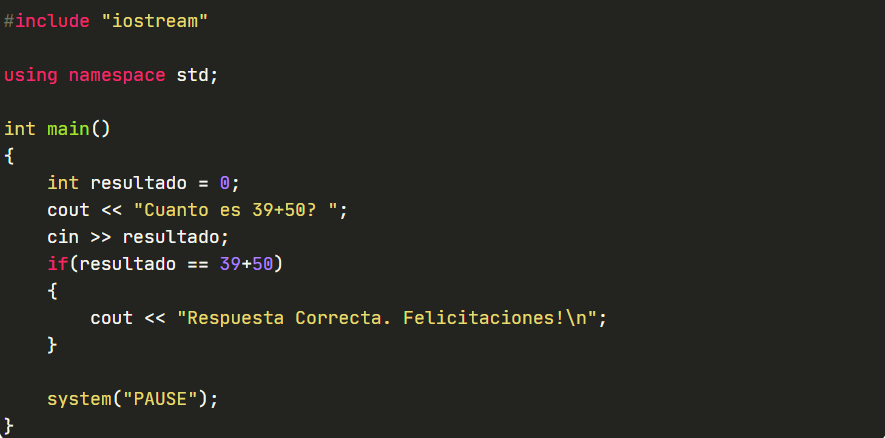 #include "iostream"
using namespace std;
int main()
{
    int resultado = 0;
    cout << "Cuanto es 39+50? ";
    cin >> resultado;
    if(resultado == 39+50)
    {
        cout << "Respuesta Correcta. Felicitaciones!\n";
    }
    system("PAUSE");
}